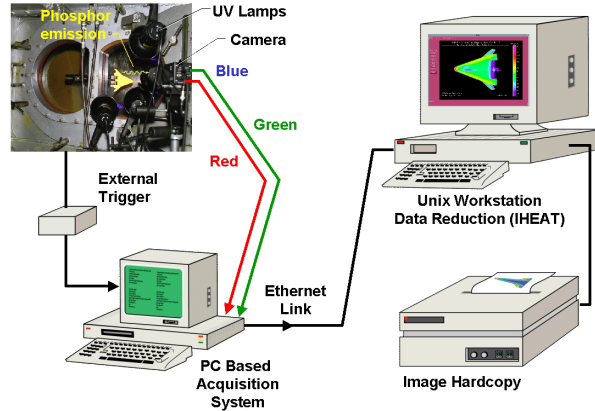 Phosphor
emission
UV Lamps
Camera
Blue
Green
Red
External
Trigger
Unix Workstation
Data Reduction (IHEAT)
Ethernet
Link
PC Based
Acquisition
System
Image Hardcopy